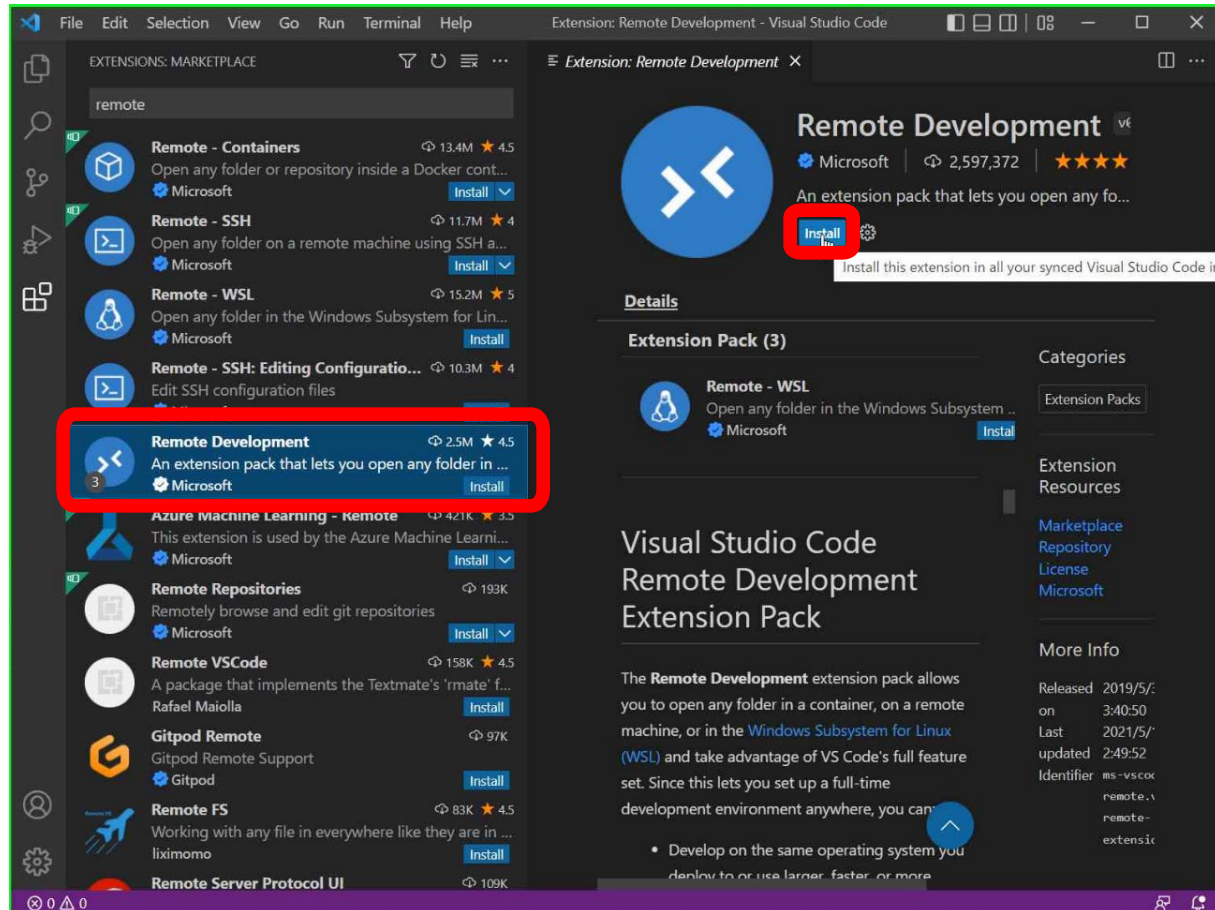 File Edit Selection View Go Run Terminal Help
Extension: Remote Development - Visual Studio Code
EXTENSIONS: MARKETPLACE
remote
Remote - Containers 13.4M ★ 4.5
Open any folder or repository inside a Docker cont...
Microsoft Install
Remote - SSH 11.7M ★ 4
Open any folder on a remote machine using SSH a...
Microsoft Install
Remote - WSL 15.2M ★ 5
Open any folder in the Windows Subsystem for Lin...
Microsoft Install
Remote - SSH: Editing Configuratio... 10.3M ★ 4
Edit SSH configuration files
Remote Development 2.5M ★ 4.5
An extension pack that lets you open any folder in ...
3 Microsoft Install
Azure Machine Learning - Remote 421K ★ 3.5
This extension is used by the Azure Machine Learni...
Microsoft Install
Remote Repositories 193K
Remotely browse and edit git repositories
Microsoft Install
Remote VSCode 158K ★ 4.5
A package that implements the Textmate's 'rmate' f...
Rafael Maiolla Install
Gitpod Remote 97K
Gitpod Remote Support
Gitpod Install
Remote FS 83K ★ 4.5
Working with any file in everywhere like they are in ...
liximomo Install
Remote Server Protocol UI 109K
Extension: Remote Development
Remote Development v6
Microsoft 2,597,372 ★★★★
An extension pack that lets you open any fo...
Install
Install this extension in all your synced Visual Studio Code in
Details
Extension Pack (3)
Remote - WSL
Open any folder in the Windows Subsystem ..
Microsoft Instal
Visual Studio Code
Remote Development
Extension Pack
The Remote Development extension pack allows
you to open any folder in a container, on a remote
machine, or in the Windows Subsystem for Linux
(WSL) and take advantage of VS Code's full feature
set. Since this lets you set up a full-time
development environment anywhere, you can
• Develop on the same operating system you
deploy to or use larger, faster, or more
Categories
Extension Packs
Extension
Resources
Marketplace
Repository
License
Microsoft
More Info
Released 2019/5/
on 3:40:50
Last 2021/5/
updated 2:49:52
Identifier ms-vscod
remote.v
remote-
extensic
0 0